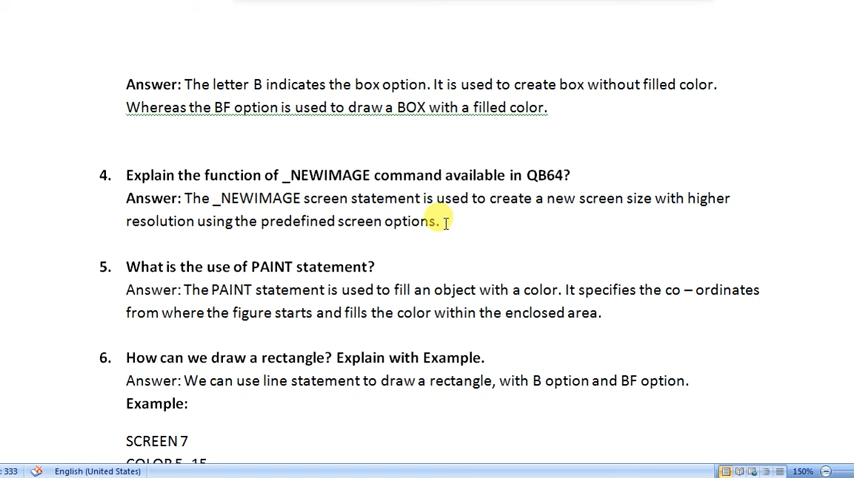 Answer: The letter B indicates the box option. It is used to create box without filled color.
Whereas the BF option is used to draw a BOX with a filled color.
4. Explain the function of _NEWIMAGE command available in QB64?
Answer: The _NEWIMAGE screen statement is used to create a new screen size with higher
resolution using the predefined screen options.
5. What is the use of PAINT statement?
Answer: The PAINT statement is used to fill an object with a color. It specifies the co – ordinates
from where the figure starts and fills the color within the enclosed area.
6. How can we draw a rectangle? Explain with Example.
Answer: We can use line statement to draw a rectangle, with B option and BF option.
Example:
SCREEN 7
COLOR 5, 15
: 333 English (United States) 150%